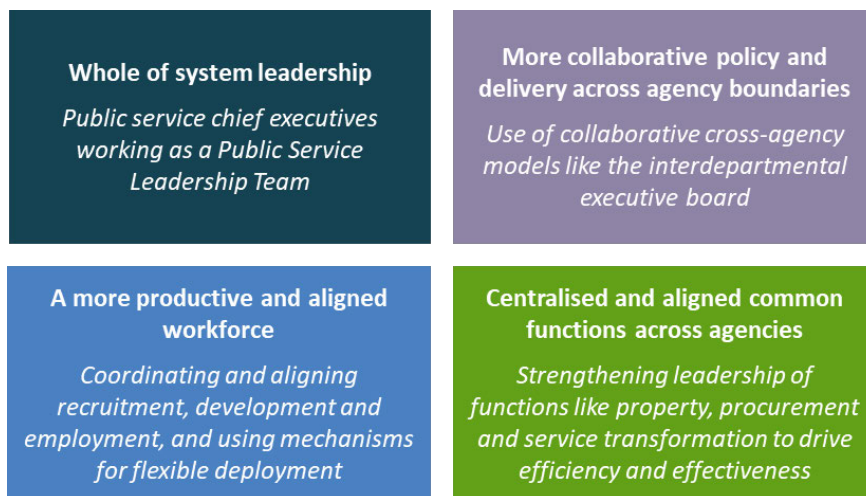 Whole of system leadership
Public service chief executives
working as a Public Service
Leadership Team
More collaborative policy and
delivery across agency boundaries
Use of collaborative cross-agency
models like the interdepartmental
executive board
A more productive and aligned
workforce
Coordinating and aligning
recruitment, development and
employment, and using mechanisms
for flexible deployment
Centralised and aligned common
functions across agencies
Strengthening leadership of
functions like property, procurement
and service transformation to drive
efficiency and effectiveness